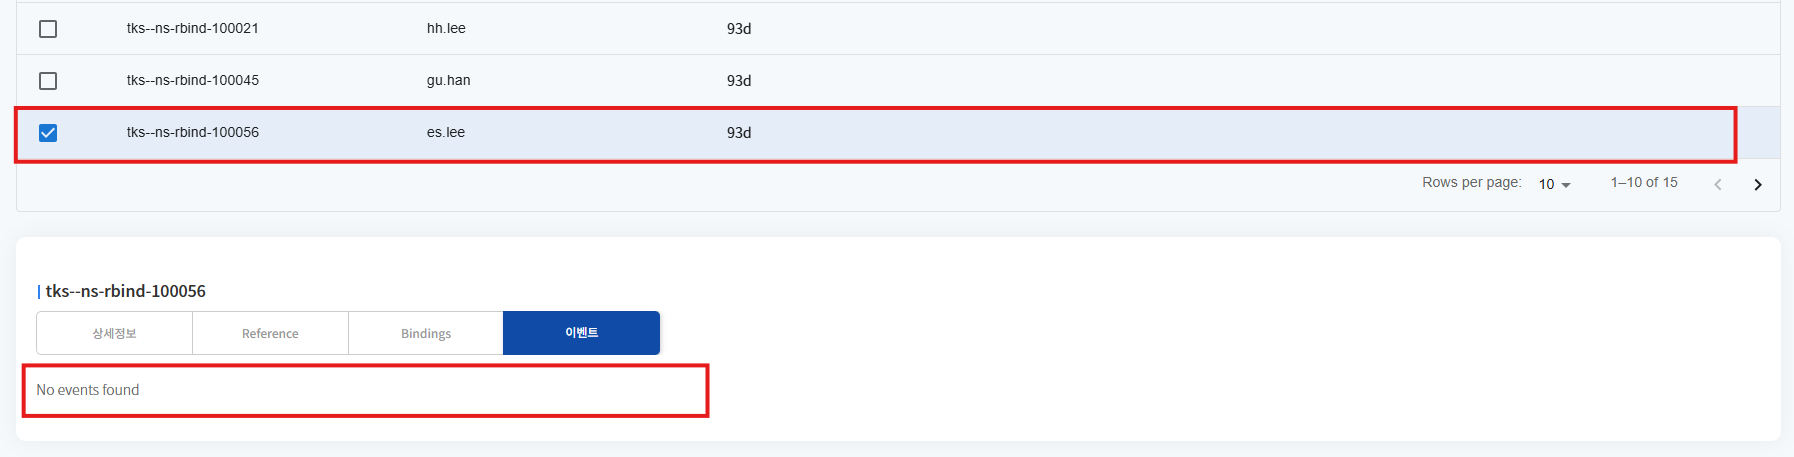 tks--ns-rbind-100021 hh.lee 93d
tks--ns-rbind-100045 gu.han 93d
tks--ns-rbind-100056 es.lee 93d
Rows per page: 10 1–10 of 15
tks--ns-rbind-100056
상세정보 Reference Bindings 이벤트
No events found